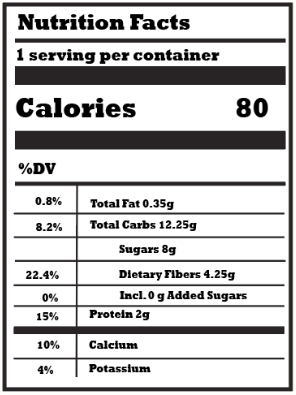 Nutrition Facts
1 serving per container
Calories 80
%DV
0.8% Total Fat 0.35g
8.2% Total Carbs 12.25g
Sugars 8g
22.4% Dietary Fibers 4.25g
0% Incl. 0 g Added Sugars
15% Protein 2g
10% Calcium
4% Potassium